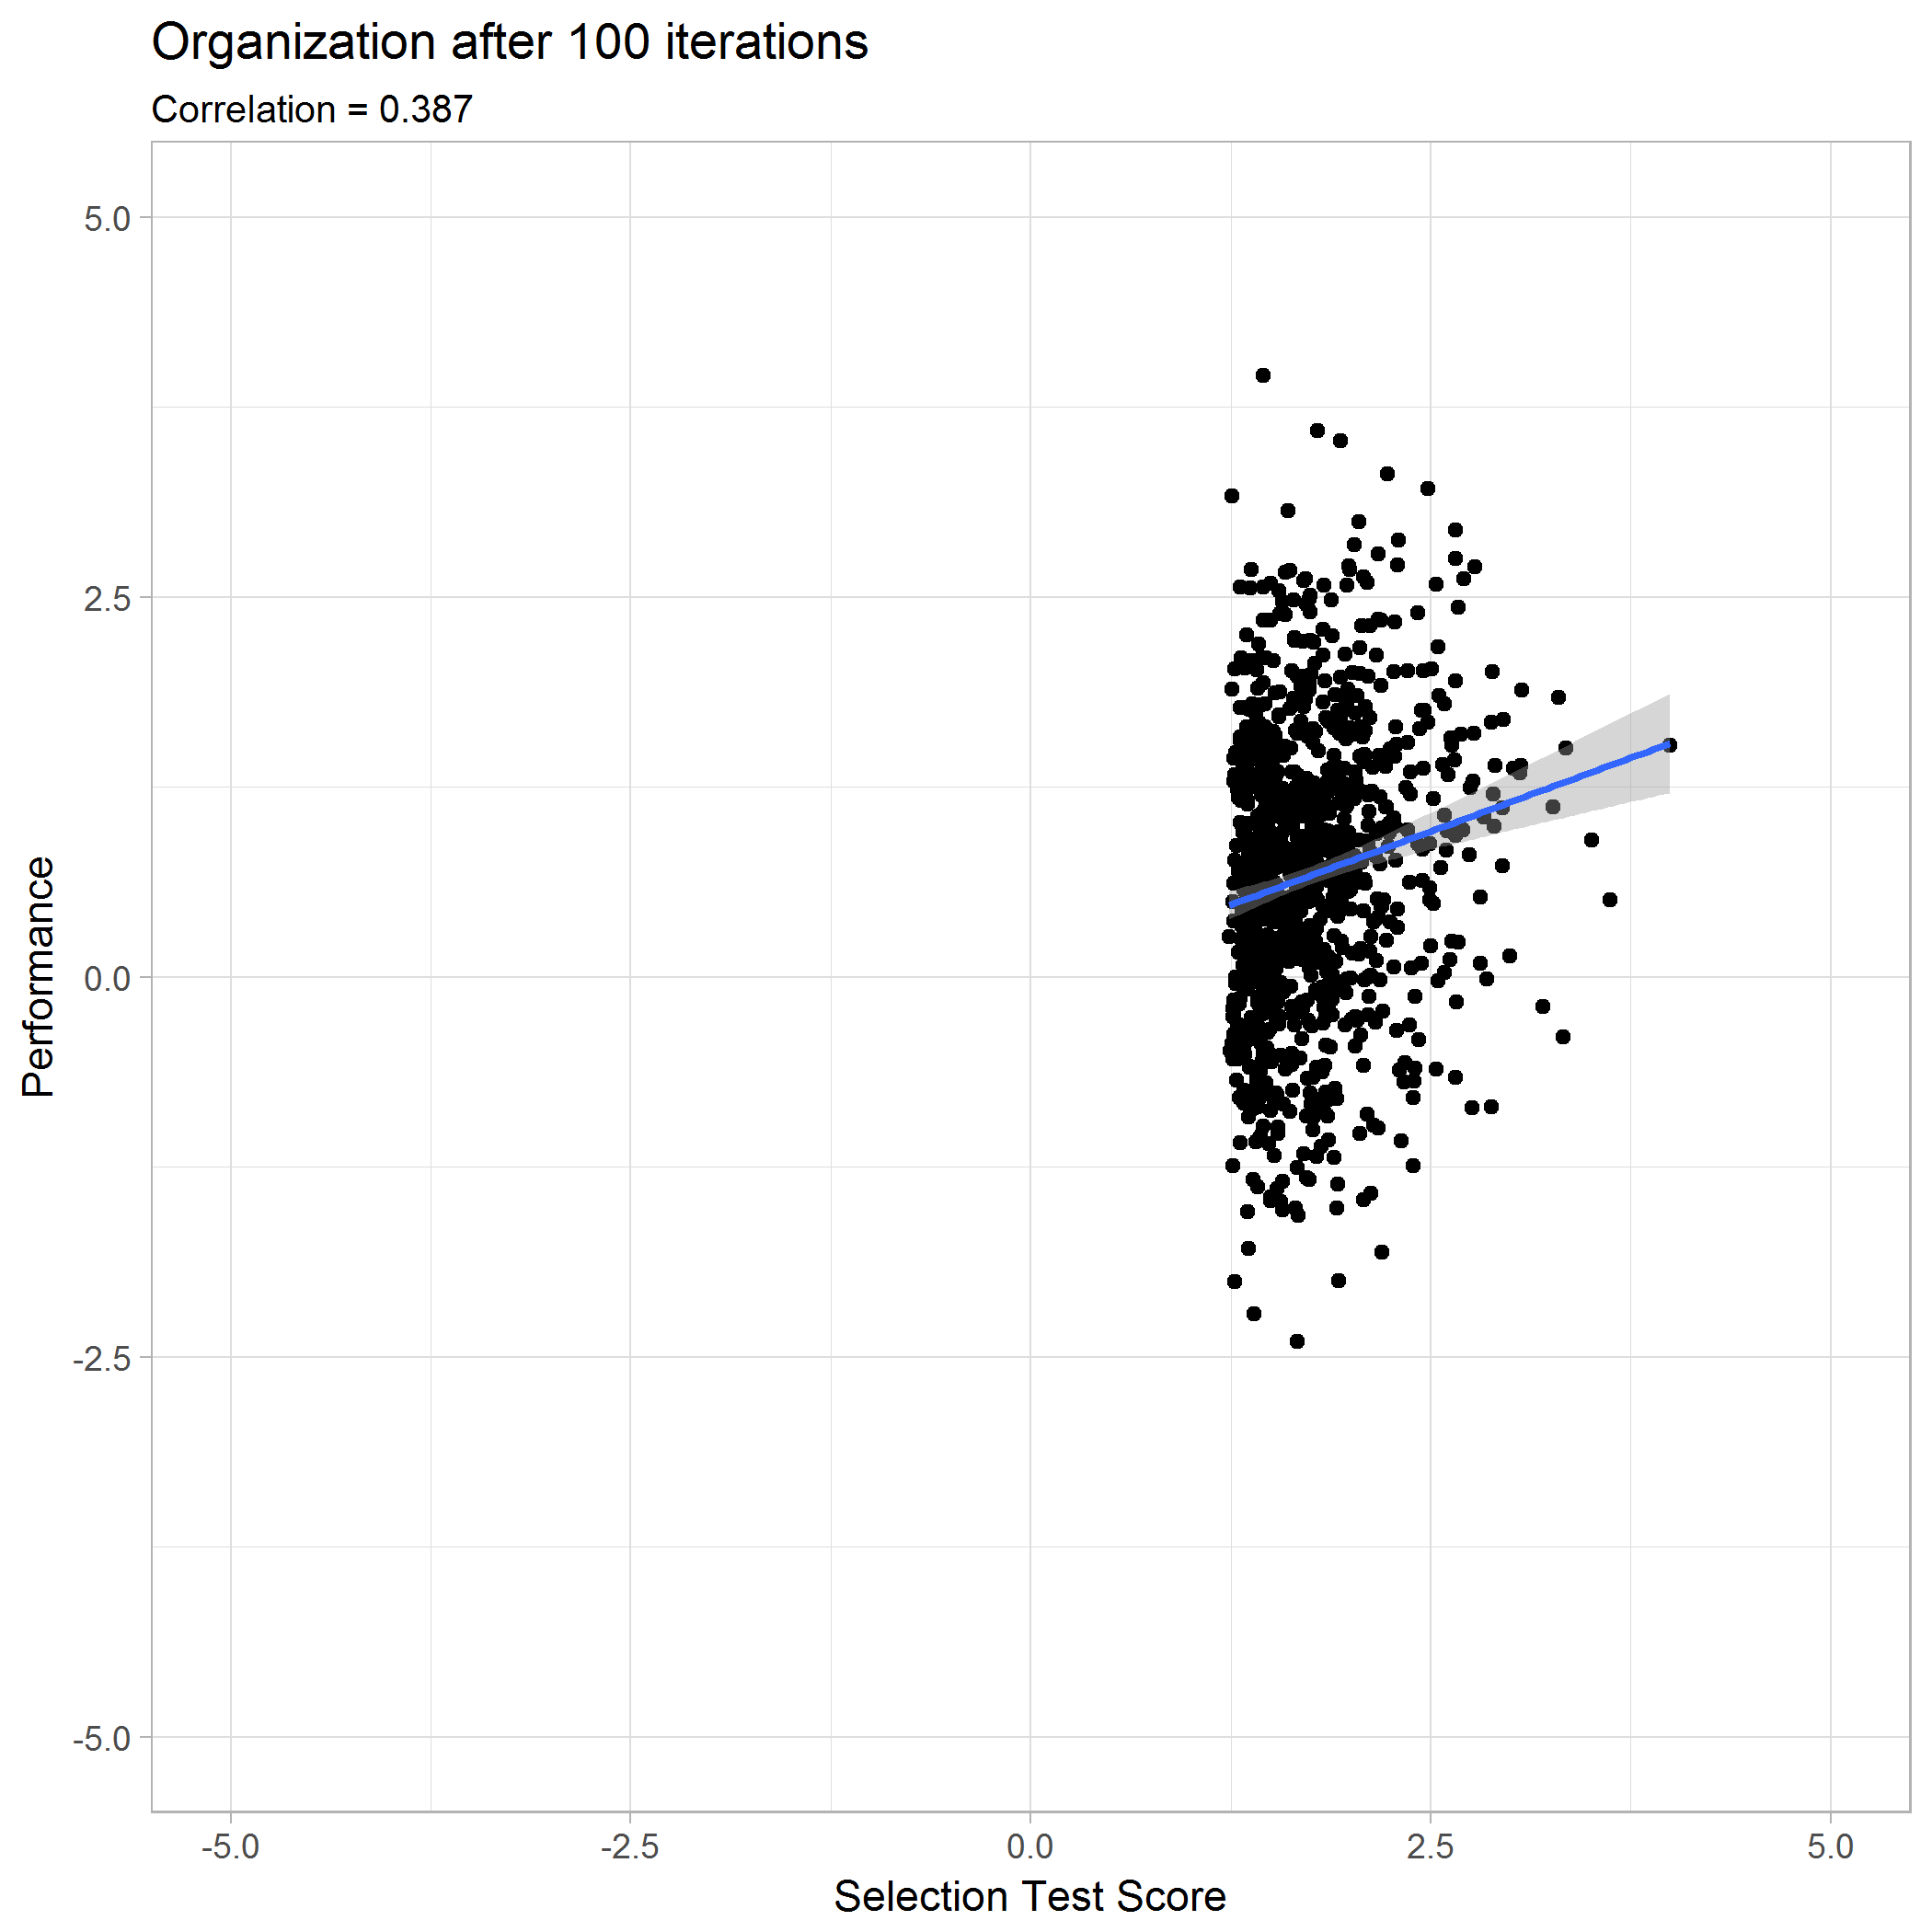 Organization after 100 iterations
Correlation = 0.387
5.0
2.5
0.0
-2.5
-5.0
Performance
-5.0
-2.5
0.0
2.5
5.0
Selection Test Score